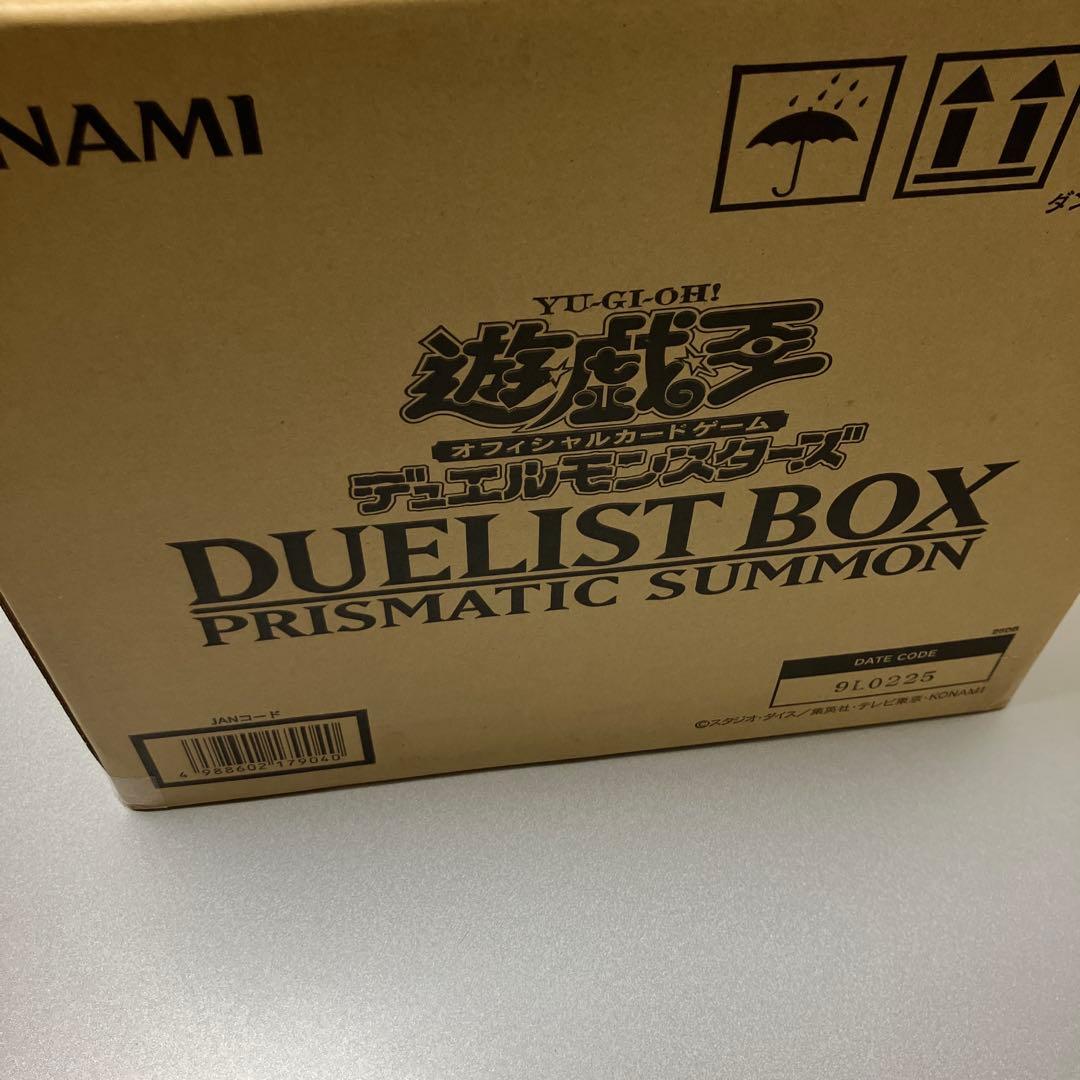 NAMI
ダン
YU-GI-OH!
遊戯王
オフィシャルカードゲーム
デュエルモンスターズ
DUELIST BOX
PRISMATIC SUMMON
25DB
DATE CODE
9L0225
©スタジオ・ダイス/集英社・テレビ東京・KONAMI
JANコード
4 988602 179040